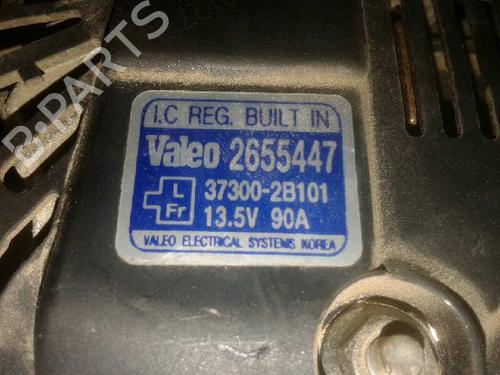 B-PARTS
I.C REG. BUILT IN
Valeo 2655447
L
Fr
37300-2B101
13.5V 90A
VALEO ELECTRICAL SYSTEMS KOREA